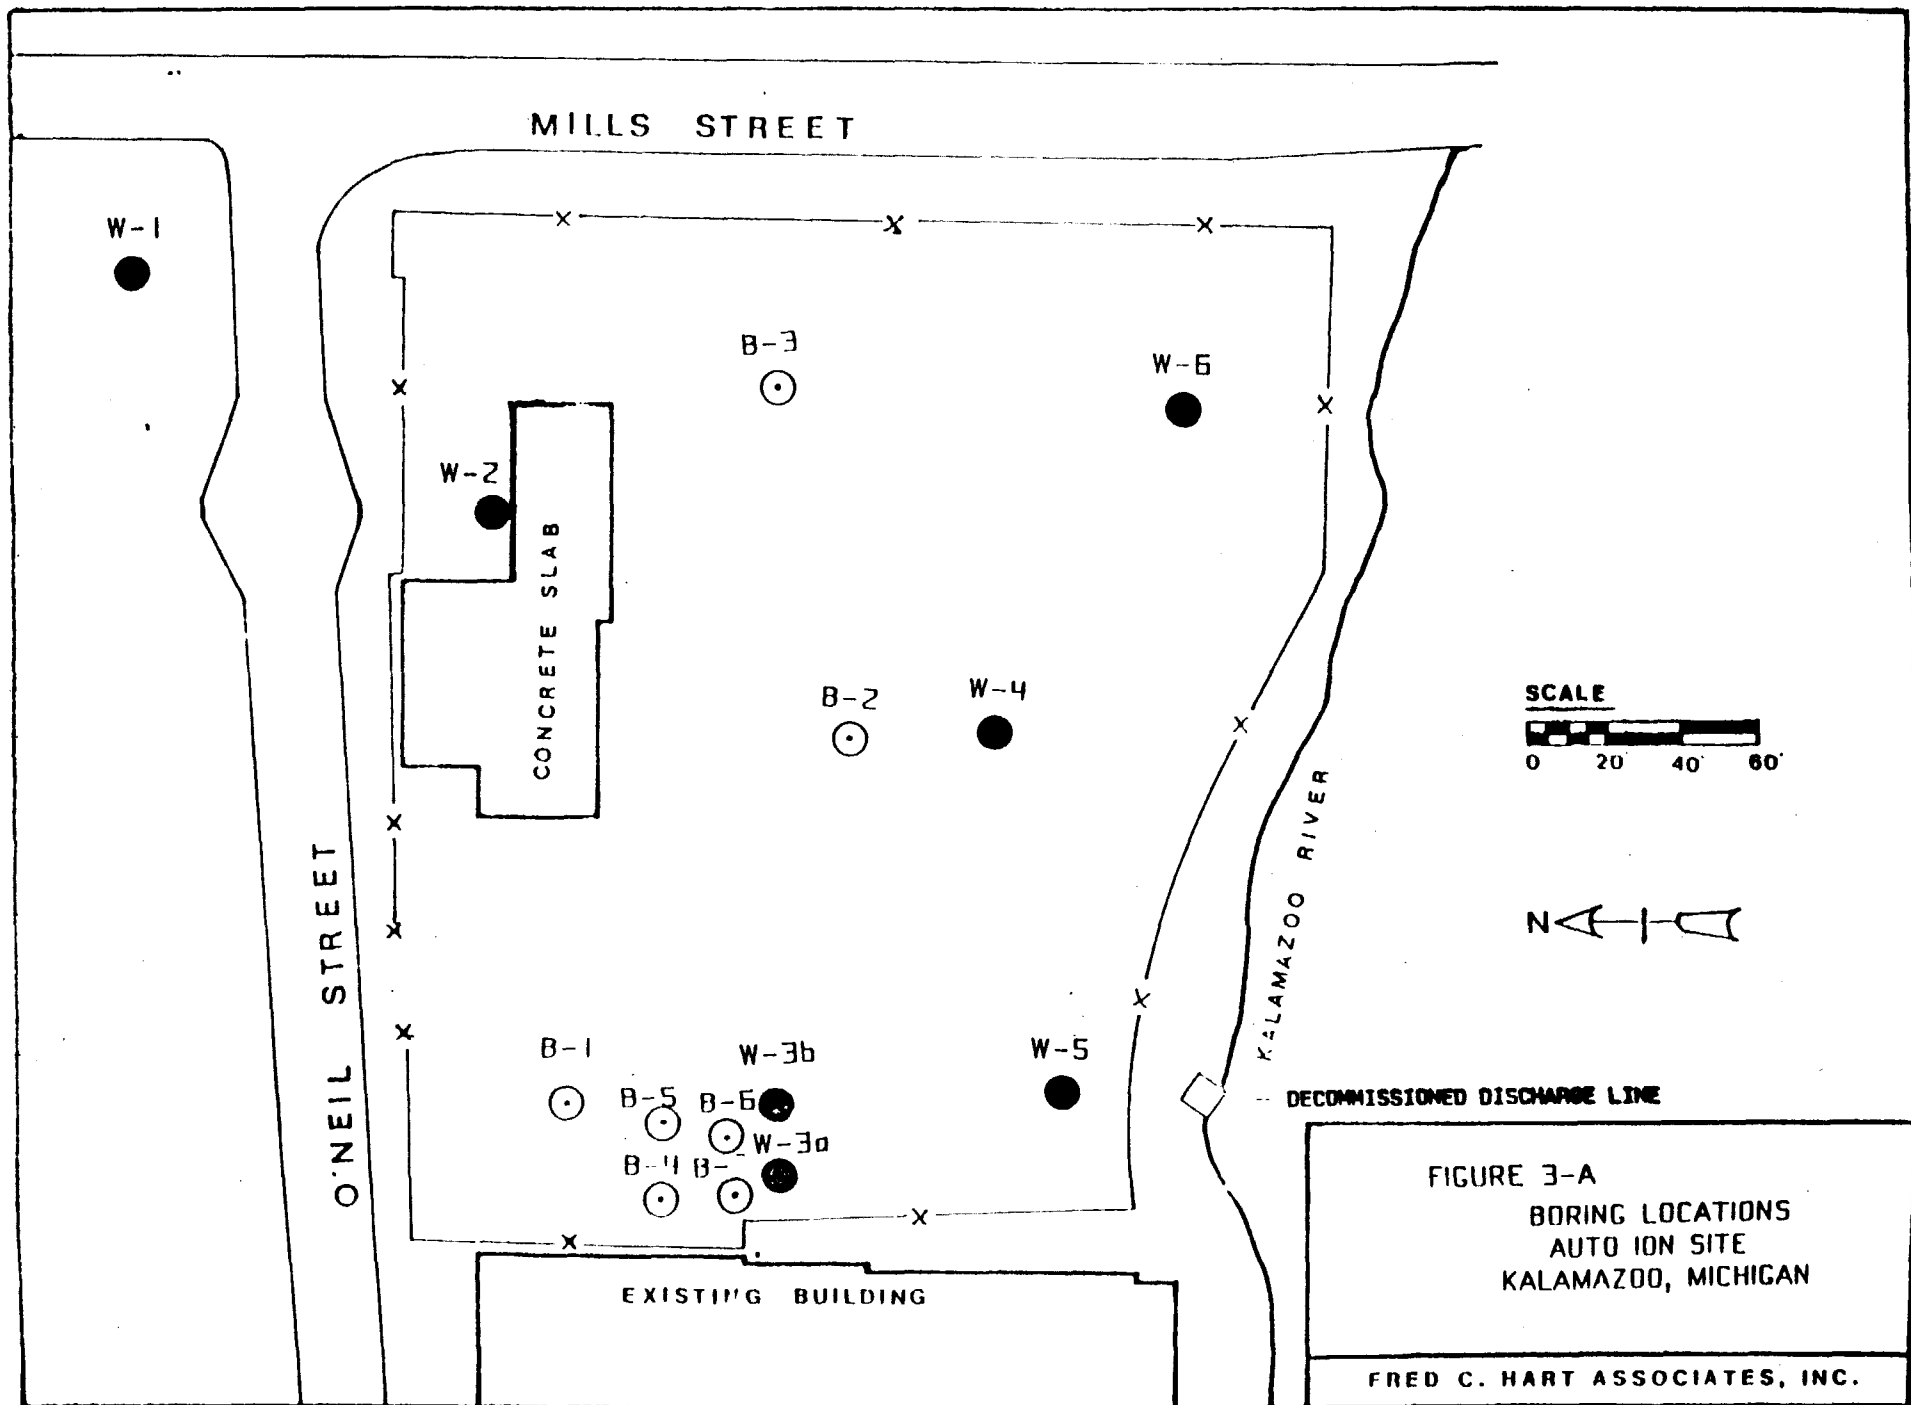 MILLS STREET
W-1
B-3
W-6
W-2
CONCRETE SLAB
B-2
W-4
SCALE
0 20' 40' 60'
KALAMAZOO RIVER
N
O'NEIL STREET
B-1
W-3b
W-5
B-5
B-6
DECOMMISSIONED DISCHARGE LINE
W-3a
B-4
B-
EXISTING BUILDING
FIGURE 3-A
BORING LOCATIONS
AUTO ION SITE
KALAMAZOO, MICHIGAN
FRED C. HART ASSOCIATES, INC.